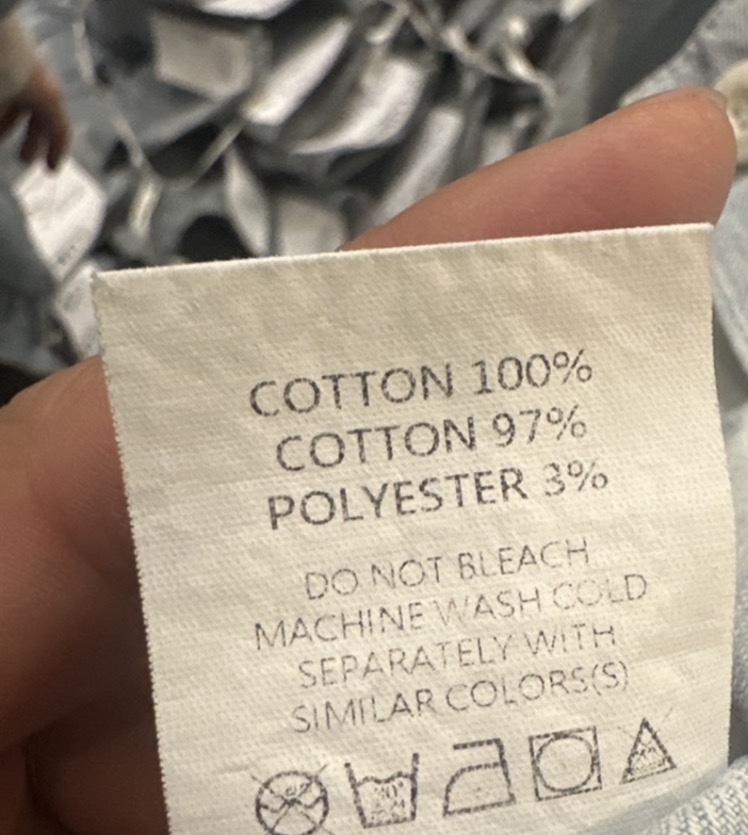 COTTON 100%
COTTON 97%
POLYESTER 3%
DO NOT BLEACH
MACHINE WASH COLD
SEPARATELY WITH
SIMILAR COLORS(S)